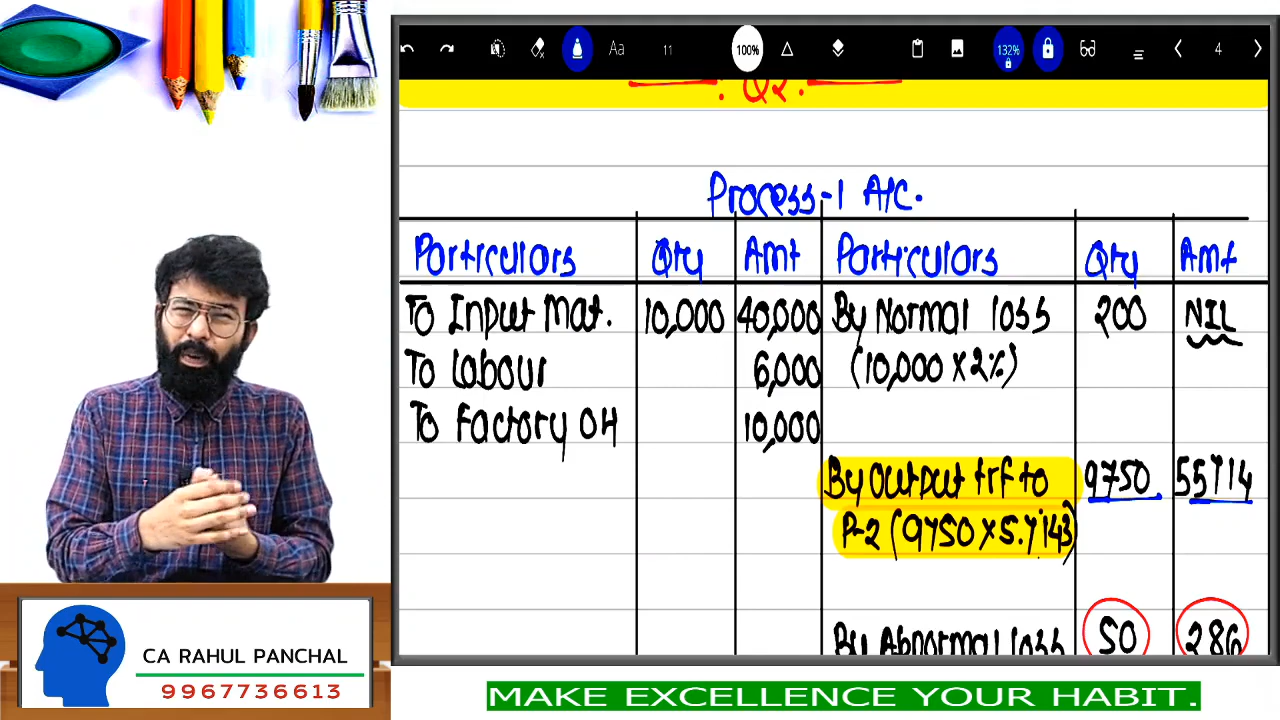 Aa 11 100% 132% 4
: Q2 :
Process-1 A/c.
Particulars Qty Amt Particulars Qty Amt
To Input Mat. 10,000 40,000 By Normal loss 200 NIL
To Labour 6,000 (10,000 x 2%)
To Factory OH 10,000
By Output trf to 9750 55714
P-2 (9750 x 5.7143)
By Abnormal loss 50 286
CA RAHUL PANCHAL
9967736613
MAKE EXCELLENCE YOUR HABIT.